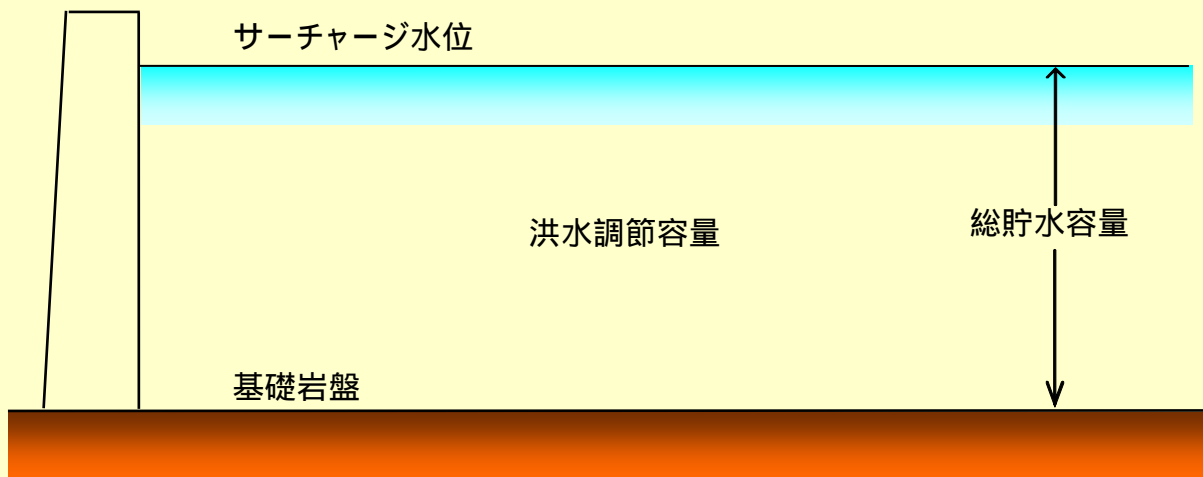 サーチャージ水位
洪水調節容量
総貯水容量
基礎岩盤